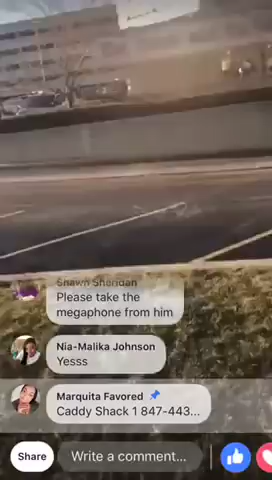 Shawn Sheridan
Please take the
megaphone from him
Nia-Malika Johnson
Yesss
Marquita Favored
Caddy Shack 1 847-443...
Share
Write a comment...